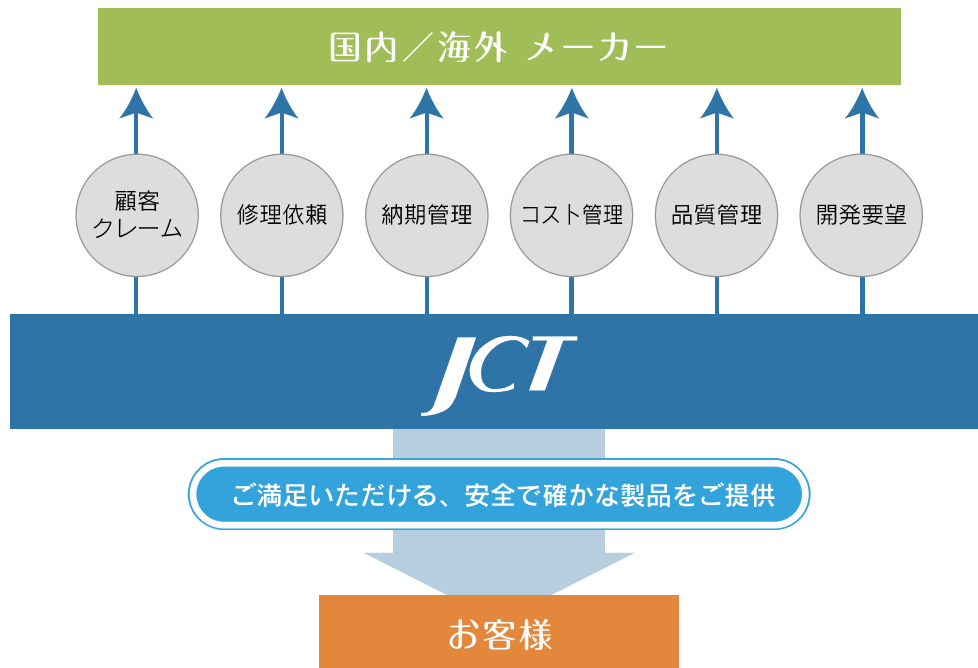 国内／海外 メーカー
顧客
クレーム
修理依頼
納期管理
コスト管理
品質管理
開発要望
JCT
ご満足いただける、安全で確かな製品をご提供
お客様